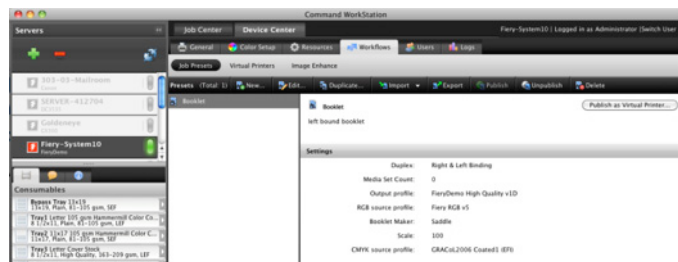 Command WorkStation
Servers
Job Center
Device Center
Fiery-System10 | Logged in as Administrator (Switch User
General
Color Setup
Resources
Workflows
Users
Logs
Job Presets
Virtual Printers
Image Enhance
303-03-Mailroom
Presets (Total: 1)
New...
Edit...
Duplicate...
Import
Export
Publish
Unpublish
Delete
SERVER-412704
Booklet
Booklet
Publish as Virtual Printer...
Goldeneye
left bound booklet
Fiery-System10
FieryDemo
Settings
Duplex: Right & Left Binding
Media Set Count: 0
Consumables
Output profile: FieryDemo High Quality v1D
Bypass Tray 13x19
13x19, Plain, 81-105 gsm, SEF
RGB source profile: Fiery RGB v5
Tray1 Letter 105 gsm Hammermill Color Co...
8 1/2x11, Plain, 81-105 gsm, LEF
Booklet Maker: Saddle
Tray2 11x17 105 gsm Hammermill Color C...
11x17, Plain, 81-105 gsm, SEF
Scale: 100
Tray3 Letter Cover Stock
8 1/2x11, High Quality, 163-209 gsm, LEF
CMYK source profile: GRACoL2006 Coated1 (EFI)